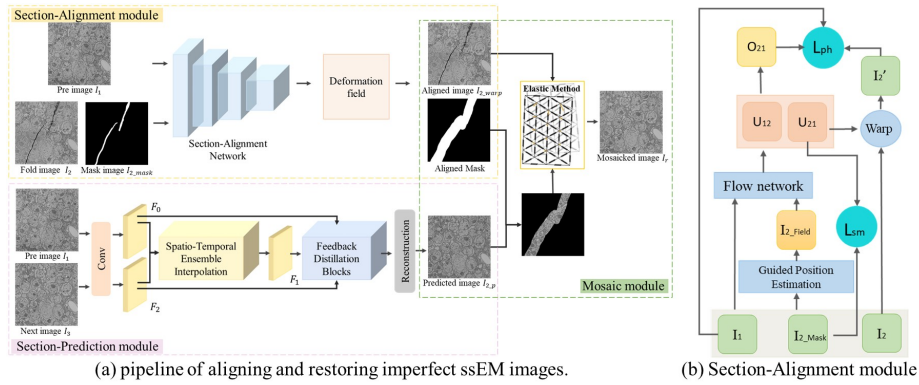 Section-Alignment module
Pre image I₁
Fold image I₂
Mask image I₂_mask
Section-Alignment
Network
Deformation
field
Aligned image I₂_warp
Aligned Mask
Elastic Method
Mosaicked image Iᵣ
Mosaic module
Pre image I₁
Next image I₃
Conv
F₀
F₂
Spatio-Temporal
Ensemble
Interpolation
F₁
Feedback
Distillation
Blocks
Reconstruction
Predicted image I₂_p
Section-Prediction module
(a) pipeline of aligning and restoring imperfect ssEM images.
O₂₁
Lph
I₂'
U₁₂
U₂₁
Warp
Flow network
I₂_Field
Lsm
Guided Position
Estimation
I₁
I₂_Mask
I₂
(b) Section-Alignment module